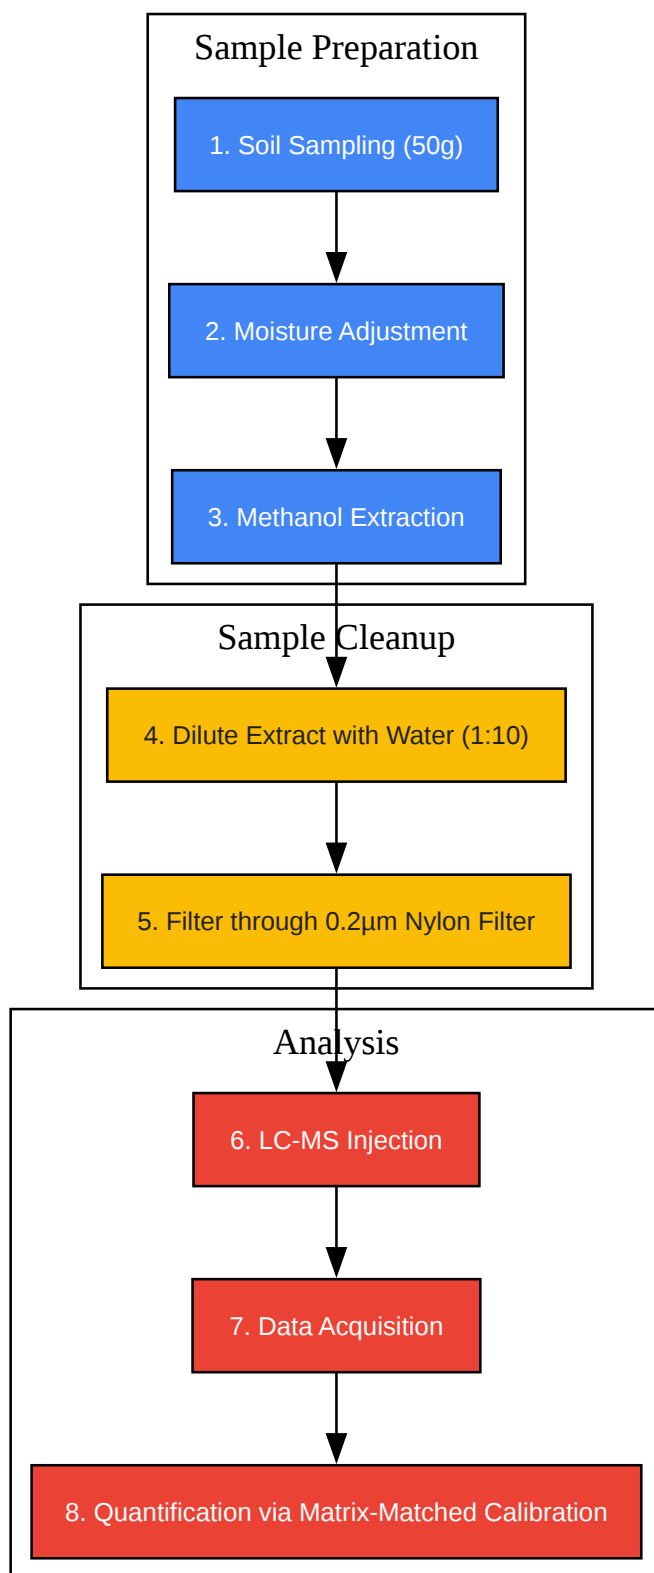 Sample Preparation
1. Soil Sampling (50g)
2. Moisture Adjustment
3. Methanol Extraction
Sample Cleanup
4. Dilute Extract with Water (1:10)
5. Filter through 0.2µm Nylon Filter
Analysis
6. LC-MS Injection
7. Data Acquisition
8. Quantification via Matrix-Matched Calibration